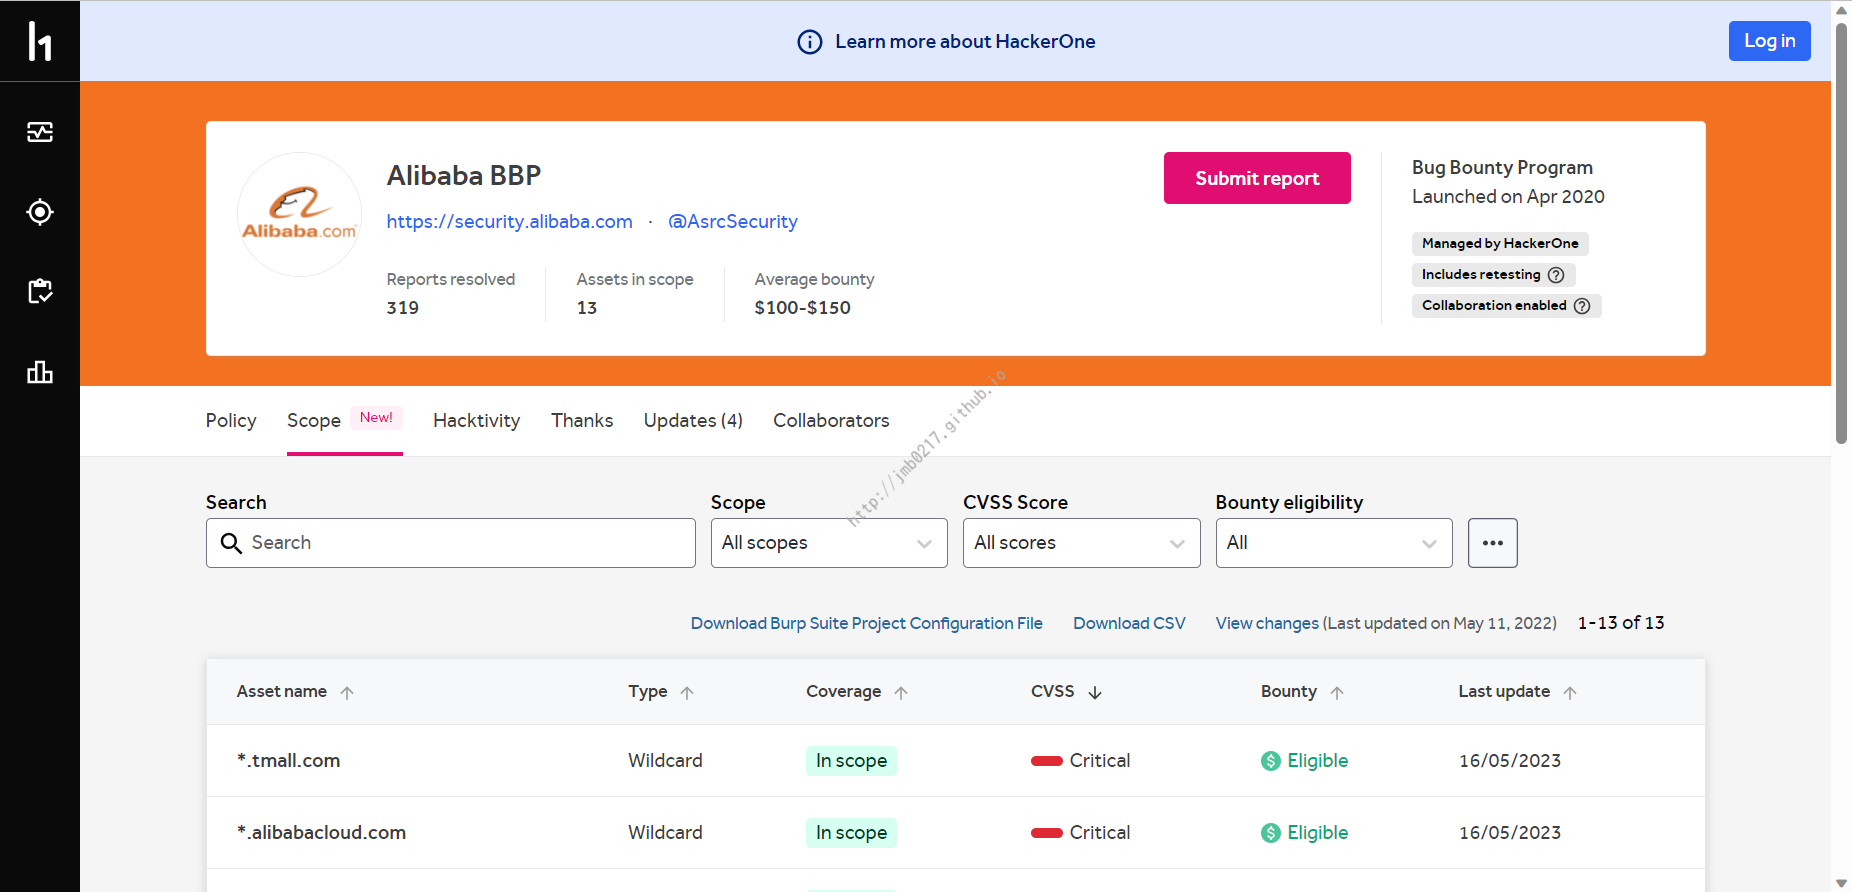 Learn more about HackerOne
Log in
Alibaba.com
Alibaba BBP
https://security.alibaba.com · @AsrcSecurity
Reports resolved
319
Assets in scope
13
Average bounty
$100-$150
Submit report
Bug Bounty Program
Launched on Apr 2020
Managed by HackerOne
Includes retesting
Collaboration enabled
Policy Scope New! Hacktivity Thanks Updates (4) Collaborators
http://jmb0217.github.io
Search Scope CVSS Score Bounty eligibility
Search All scopes All scores All
Download Burp Suite Project Configuration File Download CSV View changes (Last updated on May 11, 2022) 1-13 of 13
Asset name Type Coverage CVSS Bounty Last update
*.tmall.com Wildcard In scope Critical Eligible 16/05/2023
*.alibabacloud.com Wildcard In scope Critical Eligible 16/05/2023